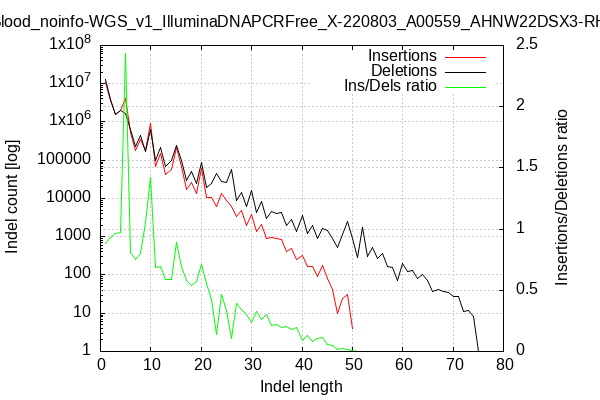 Blood_noinfo-WGS_v1_IlluminaDNAPCRFree_X-220803_A00559_AHNW22DSX3-RH
Insertions
Deletions
Ins/Dels ratio
1x10^8
1x10^7
1x10^6
100000
10000
1000
100
10
1
2.5
2
1.5
1
0.5
0
0 10 20 30 40 50 60 70 80
Indel count [log]
Insertions/Deletions ratio
Indel length